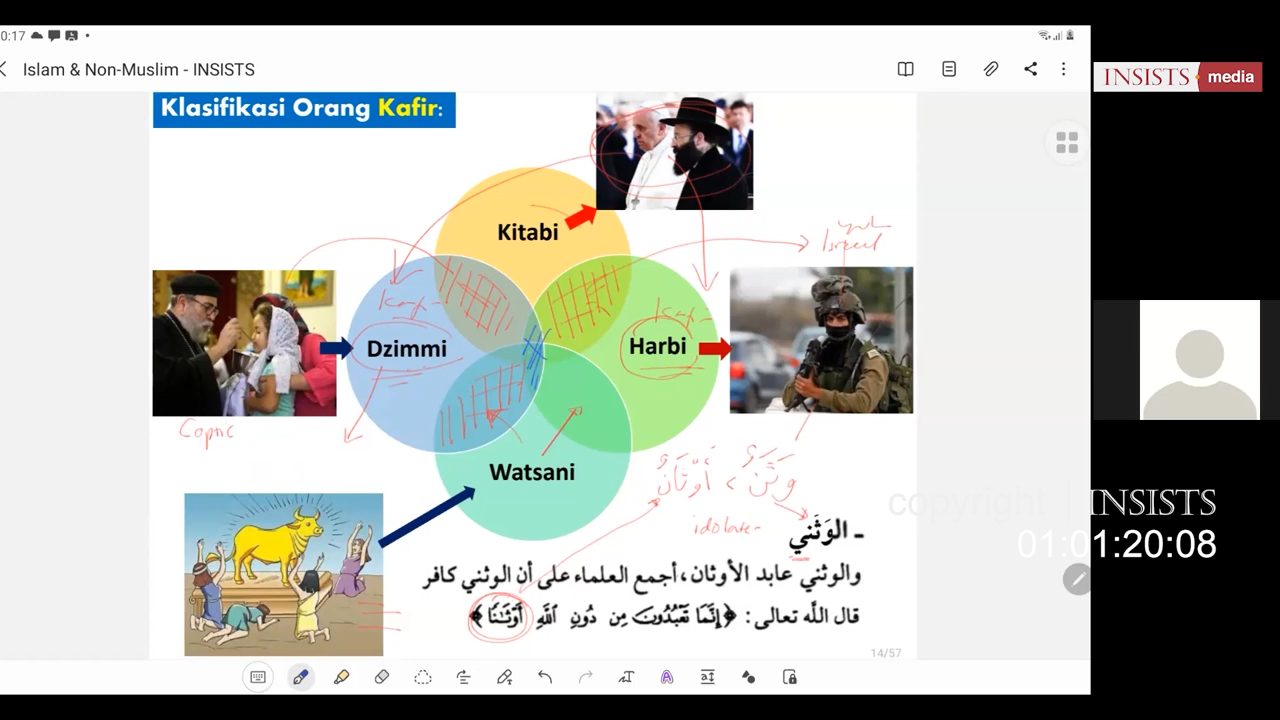 0:17
Islam & Non-Muslim - INSISTS
INSISTS media
Klasifikasi Orang Kafir:
Kitabi
Israel
Dzimmi
Harbi
Coptic
Watsani
وَثَنٌ > أَوْثَانٌ
copyright | INSISTS
01:01:20:08
- الوَثَني
والوثني عابد الأوثان، أجمع العلماء على أن الوثني كافر
قال اللَّه تعالى: ﴿إِنَّمَا تَعْبُدُونَ مِن دُونِ ٱللَّهِ أَوْثَـٰنًا﴾
14/57